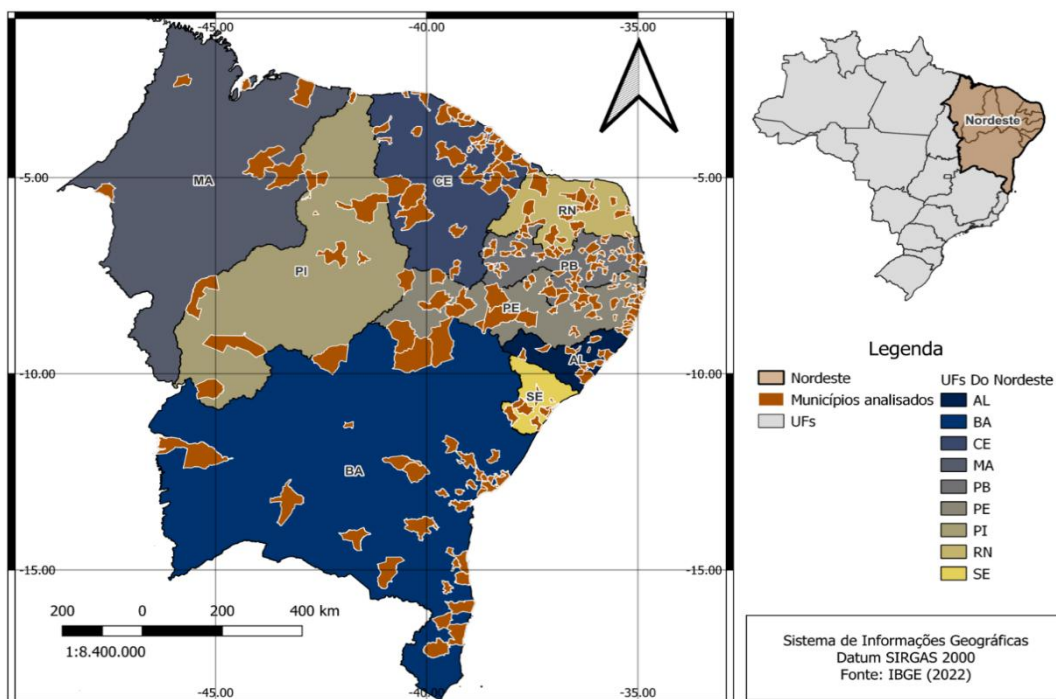 -45.00
-40.00
-35.00
-5.00
-5.00
MA
CE
RN
PI
PB
PE
-10.00
-10.00
AL
SE
BA
-15.00
-15.00
200 0 200 400 km
1:8.400.000
-45.00
-40.00
-35.00
Nordeste
Legenda
Nordeste
Municípios analisados
UFs
UFs Do Nordeste
AL
BA
CE
MA
PB
PE
PI
RN
SE
Sistema de Informações Geográficas
Datum SIRGAS 2000
Fonte: IBGE (2022)